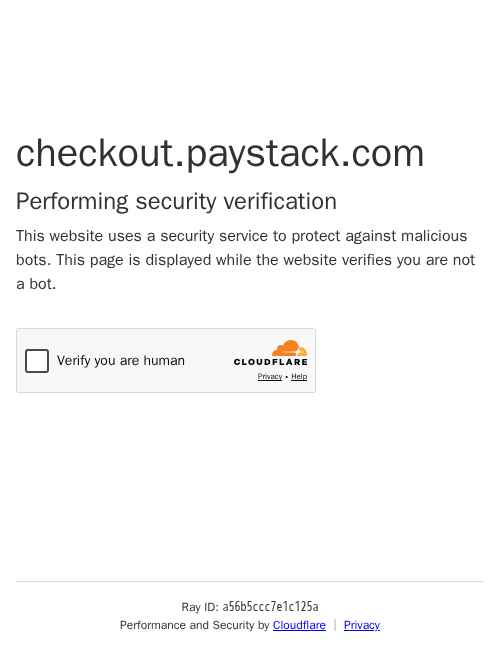 checkout.paystack.com
Performing security verification
This website uses a security service to protect against malicious
bots. This page is displayed while the website verifies you are not
a bot.
Verify you are human
CLOUDFLARE
Privacy • Help
Ray ID: a56b5ccc7e1c125a
Performance and Security by Cloudflare | Privacy